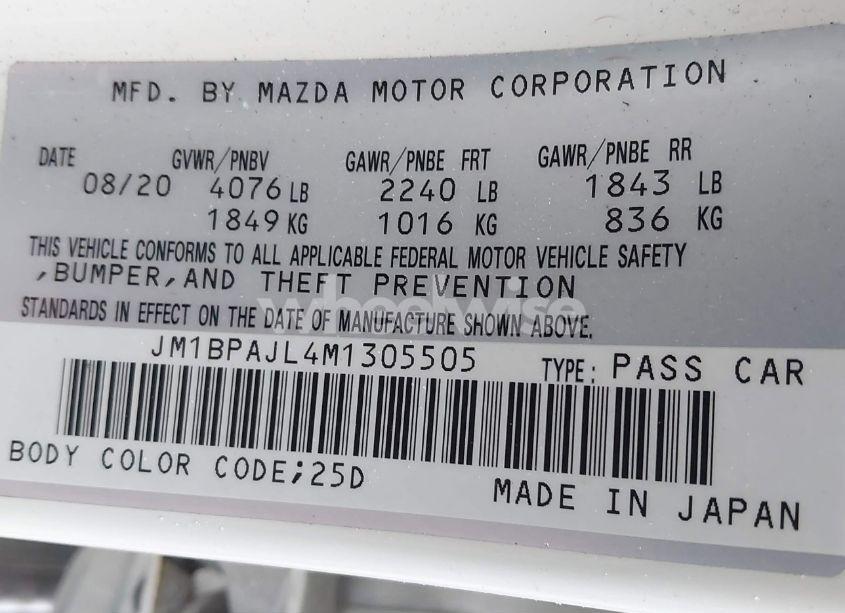 MFD. BY MAZDA MOTOR CORPORATION
DATE GVWR/PNBV GAWR/PNBE FRT GAWR/PNBE RR
08/20 4076 LB 2240 LB 1843 LB
1849 KG 1016 KG 836 KG
THIS VEHICLE CONFORMS TO ALL APPLICABLE FEDERAL MOTOR VEHICLE SAFETY
,BUMPER,AND THEFT PREVENTION
wheelwise
STANDARDS IN EFFECT ON THE DATE OF MANUFACTURE SHOWN ABOVE.
JM1BPAJL4M1305505 TYPE: PASS CAR
BODY COLOR CODE;25D
MADE IN JAPAN